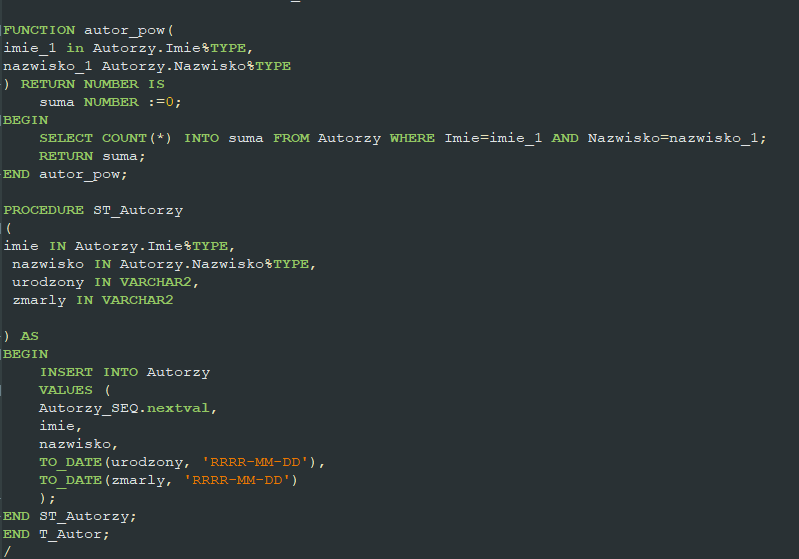 FUNCTION autor_pow(
imie_1 in Autorzy.Imie%TYPE,
nazwisko_1 Autorzy.Nazwisko%TYPE
) RETURN NUMBER IS
suma NUMBER :=0;
BEGIN
SELECT COUNT(*) INTO suma FROM Autorzy WHERE Imie=imie_1 AND Nazwisko=nazwisko_1;
RETURN suma;
END autor_pow;
PROCEDURE ST_Autorzy
(
imie IN Autorzy.Imie%TYPE,
nazwisko IN Autorzy.Nazwisko%TYPE,
urodzony IN VARCHAR2,
zmarly IN VARCHAR2
) AS
BEGIN
INSERT INTO Autorzy
VALUES (
Autorzy_SEQ.nextval,
imie,
nazwisko,
TO_DATE(urodzony, 'RRRR-MM-DD'),
TO_DATE(zmarly, 'RRRR-MM-DD')
);
END ST_Autorzy;
END T_Autor;
/